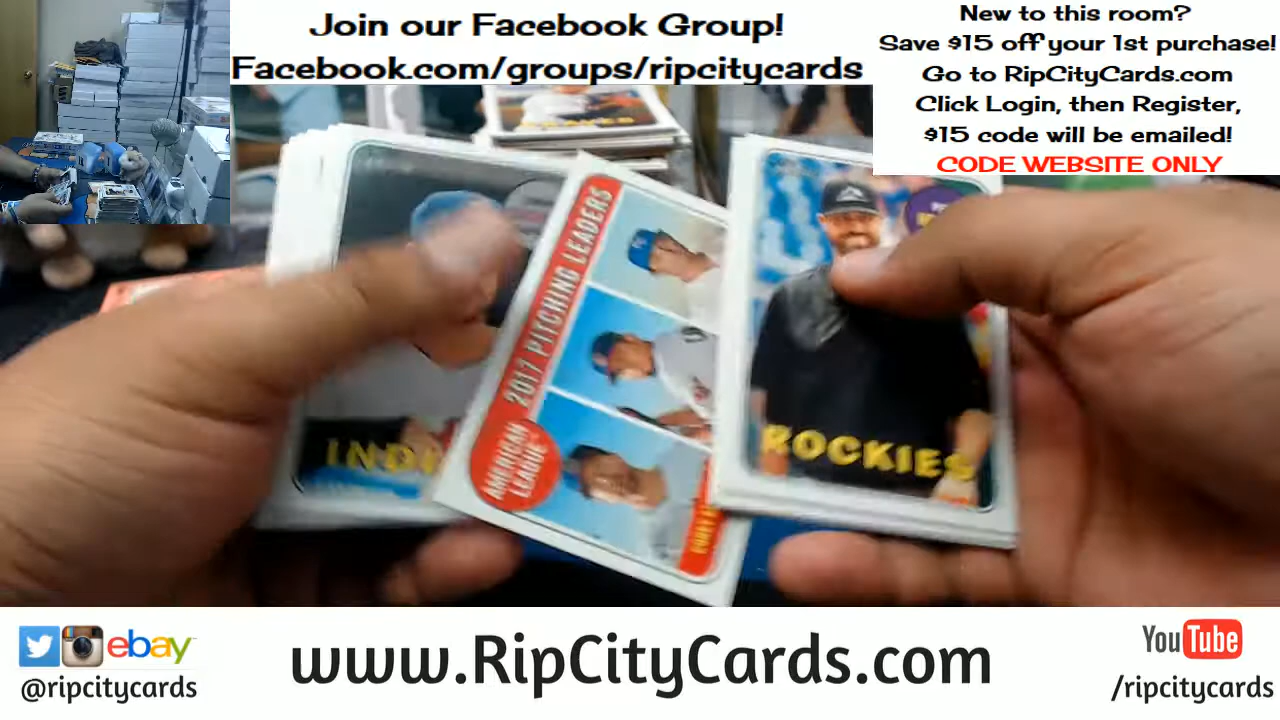 Join our Facebook Group!
Facebook.com/groups/ripcitycards
New to this room?
Save $15 off your 1st purchase!
Go to RipCityCards.com
Click Login, then Register,
$15 code will be emailed!
CODE WEBSITE ONLY
2017 PITCHING LEADERS
AMERICAN
LEAGUE
ROCKIES
ebay
@ripcitycards
www.RipCityCards.com
YouTube
/ripcitycards